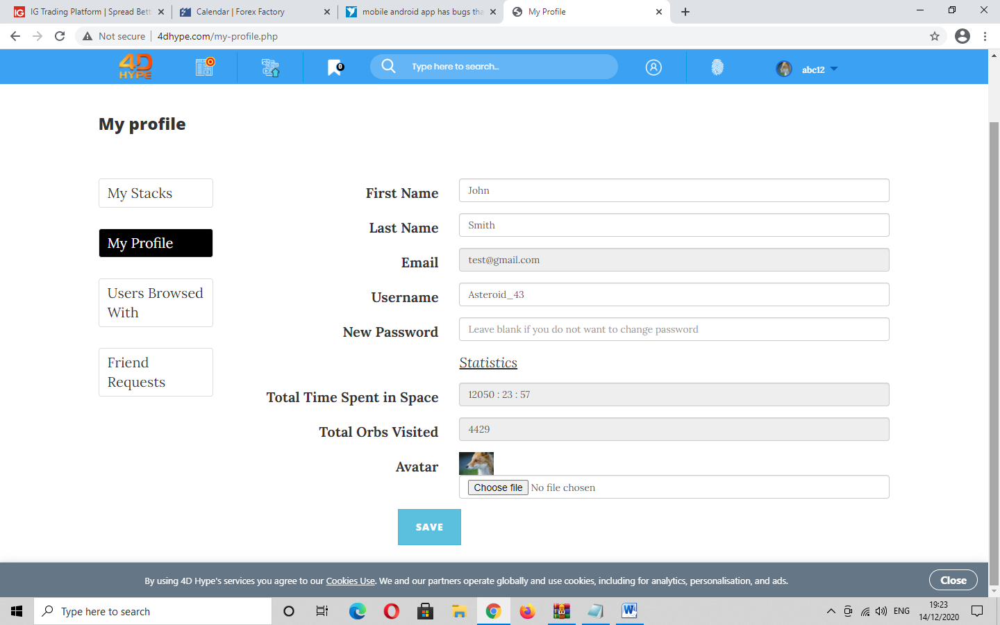 IG Trading Platform | Spread Bett
Calendar | Forex Factory
mobile android app has bugs tha
My Profile
Not secure
4dhype.com/my-profile.php
4D
HYPE
0
Type here to search...
abc12
My profile
My Stacks
My Profile
Users Browsed
With
Friend
Requests
First Name
John
Last Name
Smith
Email
test@gmail.com
Username
Asteroid_43
New Password
Leave blank if you do not want to change password
Statistics
Total Time Spent in Space
12050 : 23 : 57
Total Orbs Visited
4429
Avatar
Choose file No file chosen
SAVE
By using 4D Hype's services you agree to our Cookies Use. We and our partners operate globally and use cookies, including for analytics, personalisation, and ads.
Close
Type here to search
ENG
19:23
14/12/2020